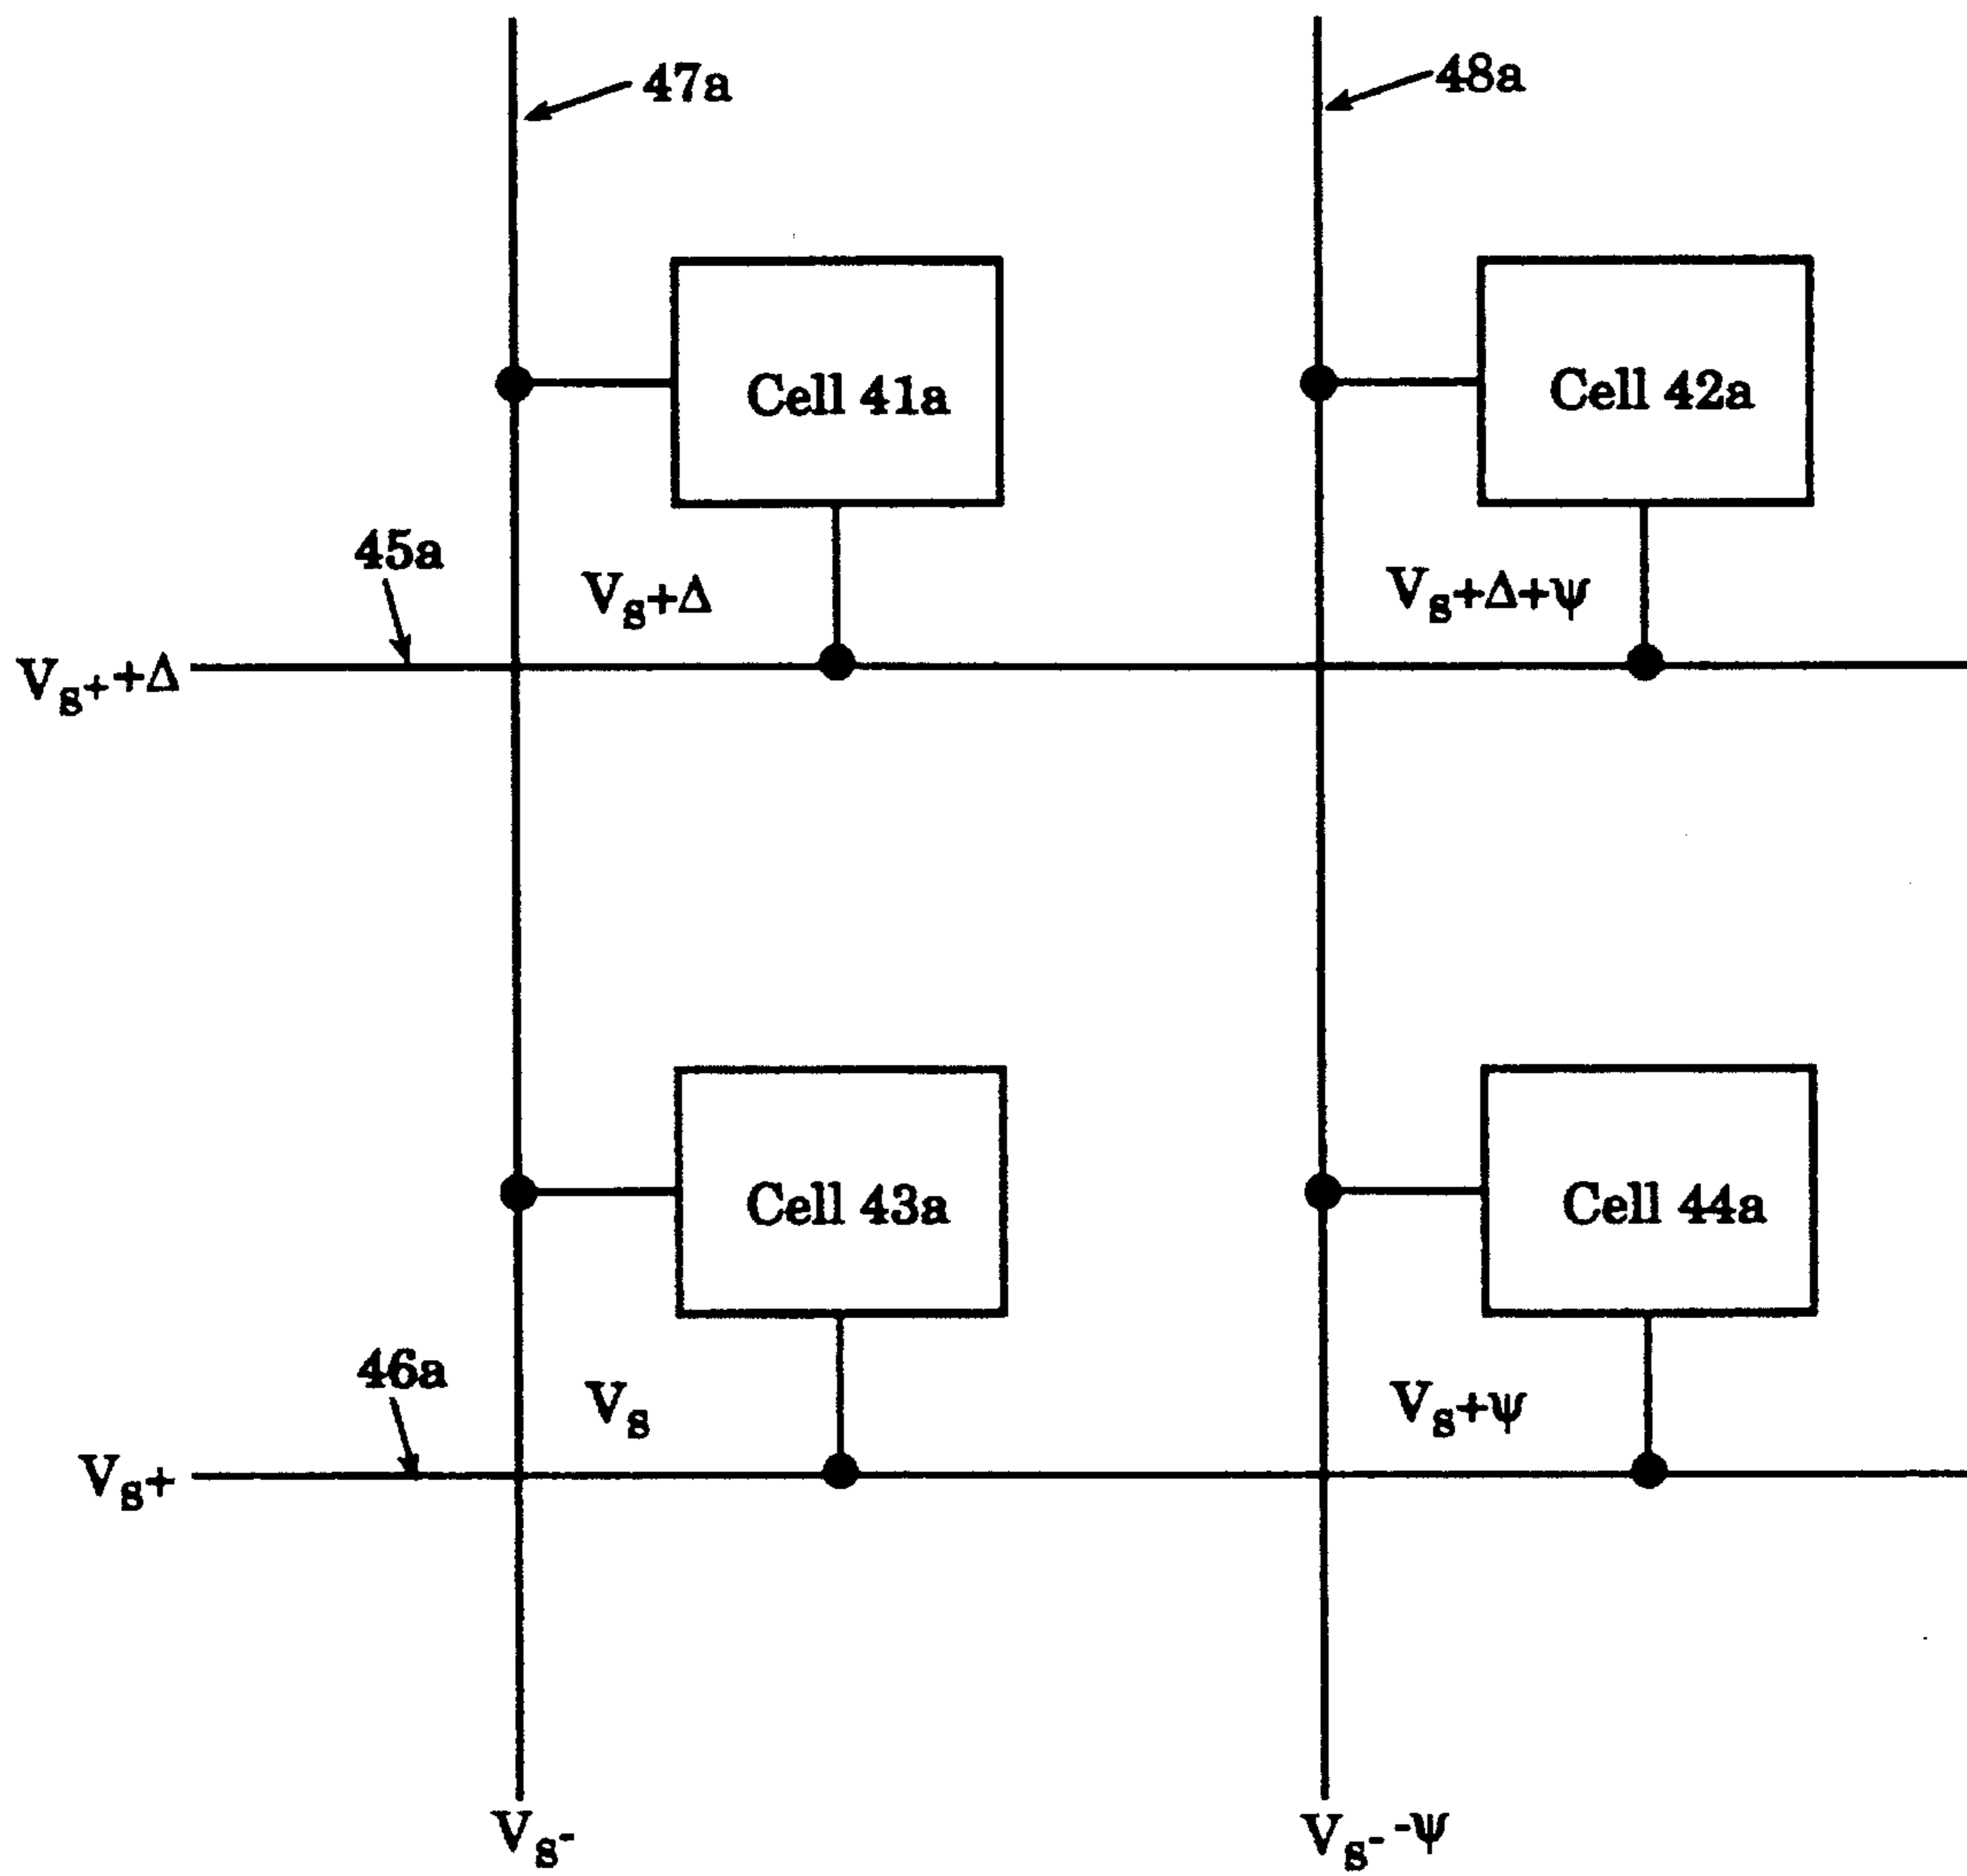 47a
48a
Cell 41a
Cell 42a
45a
Vs+Δ
Vs+Δ+ψ
Vs++Δ
Cell 43a
Cell 44a
46a
Vs
Vs+ψ
Vs+
Vs-
Vs--ψ